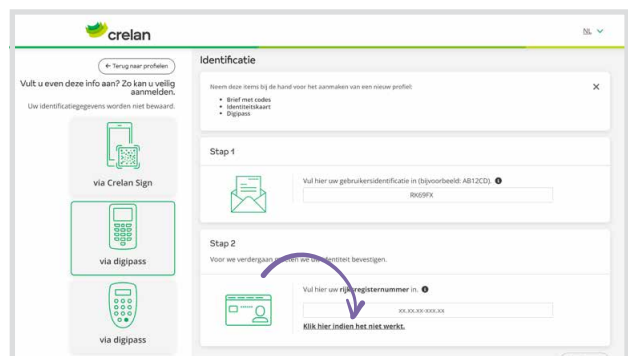 crelan
NL
← Terug naar profielen
Vult u even deze info aan? Zo kan u veilig
aanmelden.
Uw identificatiegegevens worden niet bewaard.
via Crelan Sign
via digipass
via digipass
Identificatie
Neem deze items bij de hand voor het aanmaken van een nieuw profiel:
• Brief met codes
• Identiteitskaart
• Digipass
Stap 1
Vul hier uw gebruikersidentificatie in (bijvoorbeeld: AB12CD).
RK69FX
Stap 2
Voor we verdergaan we uw identiteit bevestigen.
Vul hier uw rijksregisternummer in.
xx.xx.xx-xxx.xx
Klik hier indien het niet werkt.